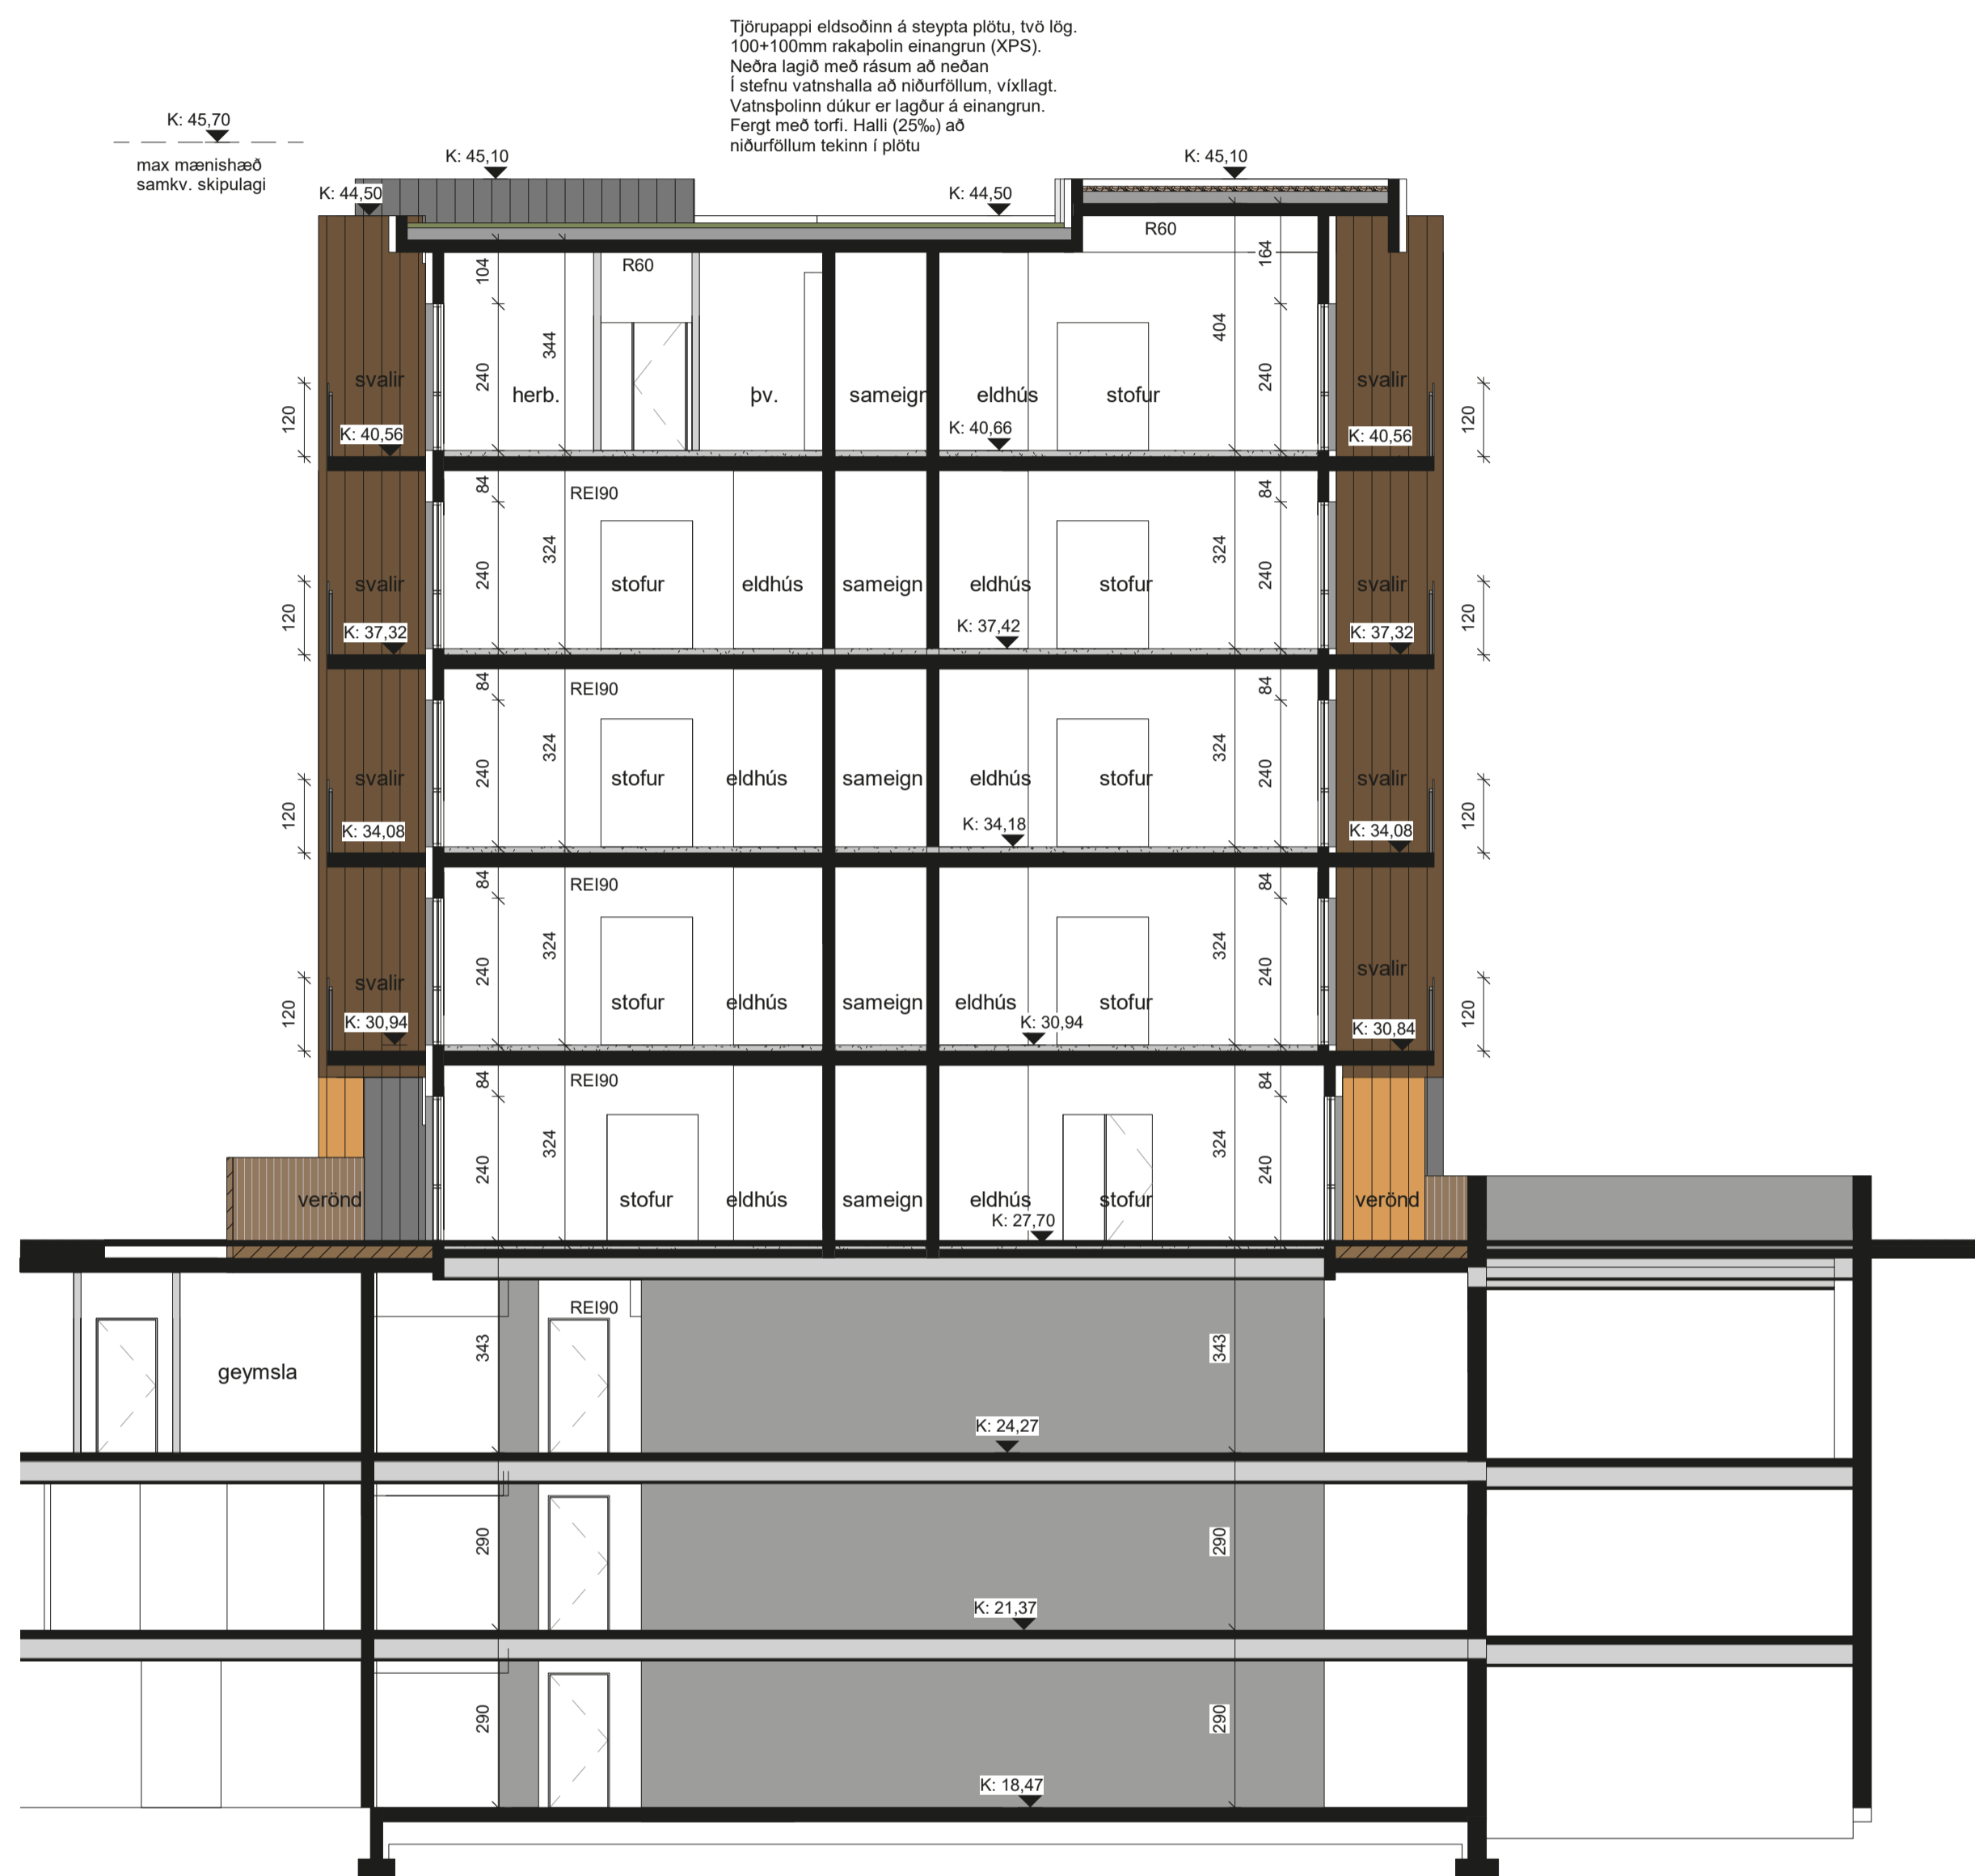 Tjörupappi eldsoðinn á steypta plötu, tvö lög.
100+100mm rakaþolin einangrun (XPS).
Neðra lagið með rásum að neðan
Í stefnu vatnshalla að niðurföllum, víxllagt.
Vatnsþolinn dúkur er lagður á einangrun.
Fergt með torfi. Halli (25‰) að
niðurföllum tekinn í plötu
K: 45,70
max mænishæð
samkv. skipulagi
K: 45,10
K: 45,10
K: 44,50
K: 44,50
R60
R60
104
164
344
404
240
240
svalir
herb.
þv.
sameign
eldhús
stofur
svalir
120
120
K: 40,56
K: 40,66
K: 40,56
84
REI90
84
324
324
240
240
svalir
stofur
eldhús
sameign
eldhús
stofur
svalir
120
120
K: 37,32
K: 37,42
K: 37,32
84
REI90
84
324
324
240
240
svalir
stofur
eldhús
sameign
eldhús
stofur
svalir
120
120
K: 34,08
K: 34,18
K: 34,08
84
REI90
84
324
324
240
240
svalir
stofur
eldhús
sameign
eldhús
stofur
svalir
120
120
K: 30,94
K: 30,94
K: 30,84
84
REI90
84
324
324
240
240
verönd
stofur
eldhús
sameign
eldhús
stofur
verönd
K: 27,70
REI90
343
343
geymsla
K: 24,27
290
290
K: 21,37
290
290
K: 18,47